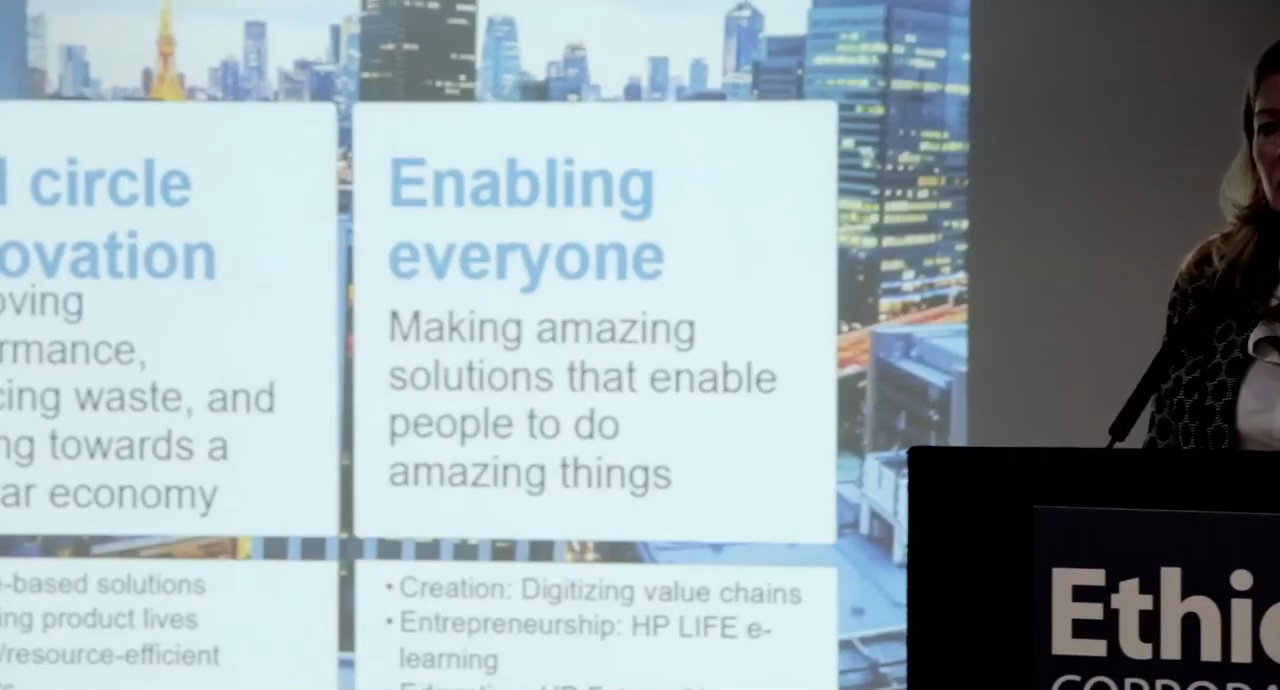 circle
ovation
oving
rmance,
cing waste, and
ng towards a
ar economy
-based solutions
ing product lives
/resource-efficient
Enabling
everyone
Making amazing
solutions that enable
people to do
amazing things
• Creation: Digitizing value chains
• Entrepreneurship: HP LIFE e-
learning
Ethic